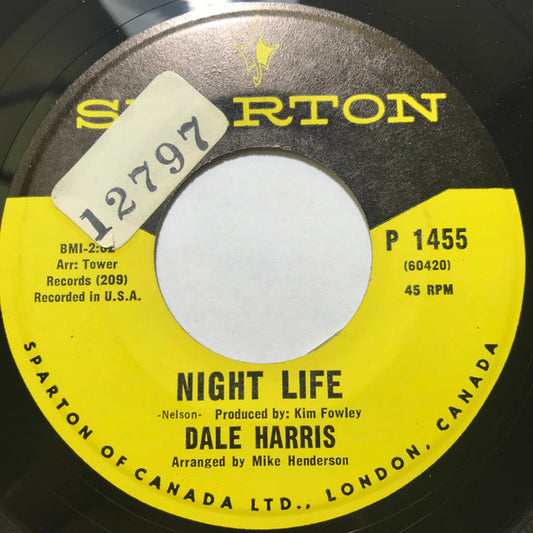 SPARTON
12797
BMI-2:02
Arr: Tower
Records (209)
Recorded in U.S.A.
P 1455
(60420)
45 RPM
NIGHT LIFE
-Nelson- Produced by: Kim Fowley
DALE HARRIS
Arranged by Mike Henderson
SPARTON OF CANADA LTD., LONDON, CANADA